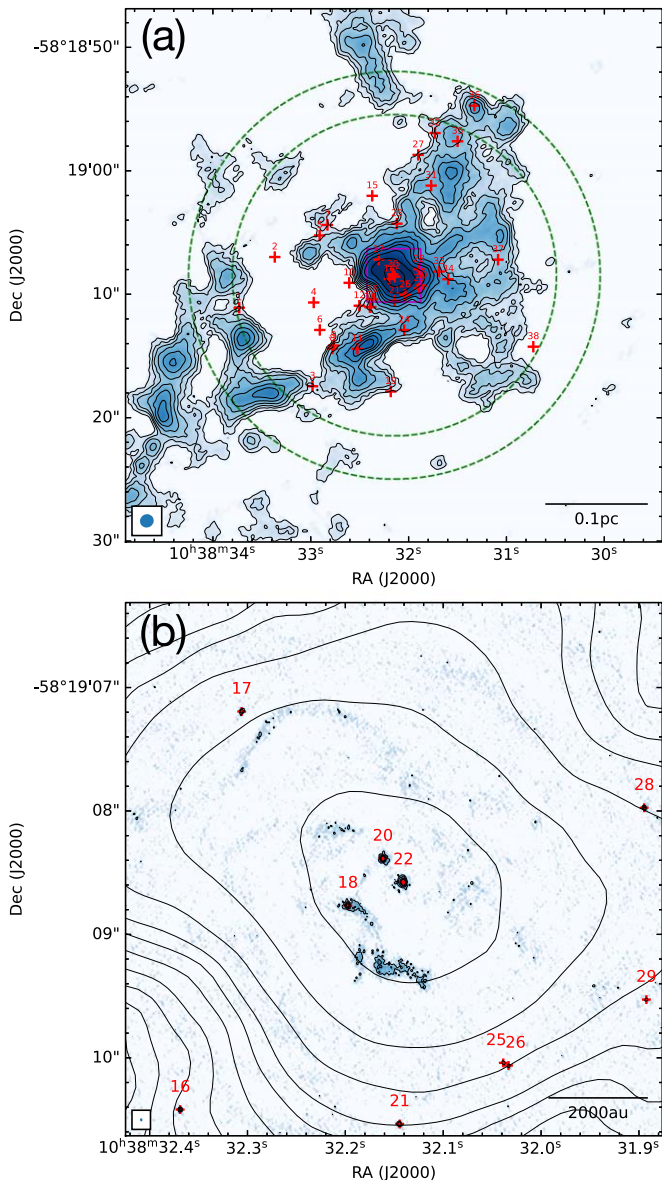 (a)
-58°18'50"
19'00"
10"
20"
30"
Dec (J2000)
27
31
15
2
37
4
12
6
38
3
0.1pc
10ʰ38ᵐ34ˢ
33ˢ
32ˢ
31ˢ
30ˢ
RA (J2000)
(b)
-58°19'07"
08"
09"
10"
Dec (J2000)
17
28
20
22
18
29
25 26
16
21
2000au
10ʰ38ᵐ32.4ˢ
32.3ˢ
32.2ˢ
32.1ˢ
32.0ˢ
31.9ˢ
RA (J2000)